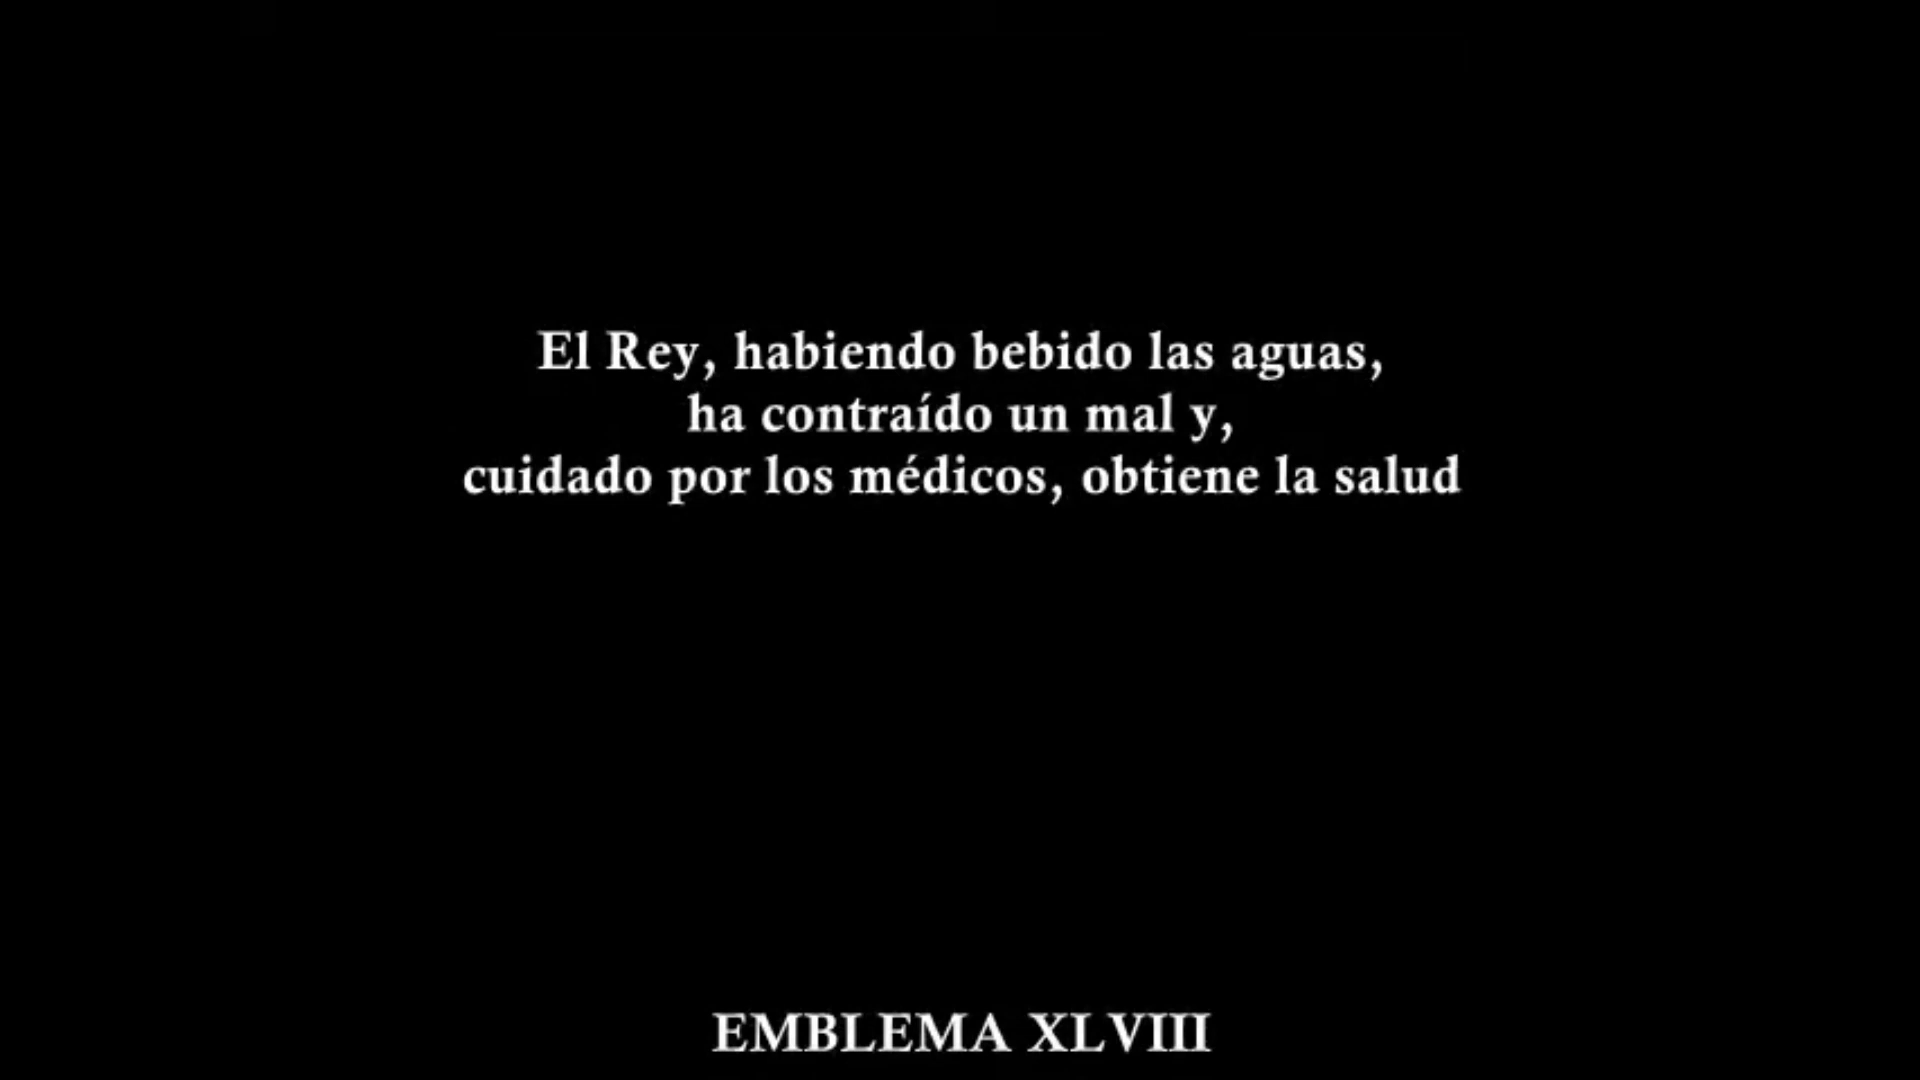 El Rey, habiendo bebido las aguas,
ha contraído un mal y,
cuidado por los médicos, obtiene la salud
EMBLEMA XLVIII